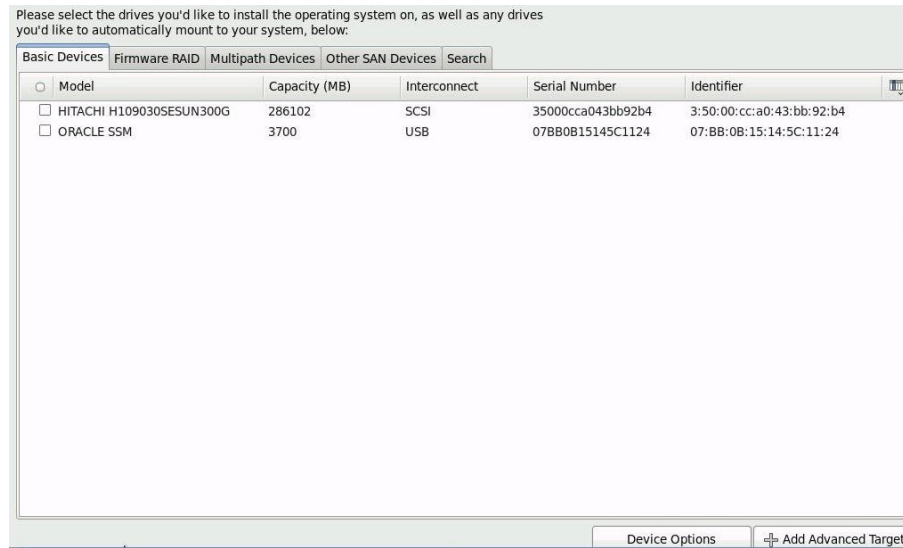 Please select the drives you'd like to install the operating system on, as well as any drives
you'd like to automatically mount to your system, below:
Basic Devices Firmware RAID Multipath Devices Other SAN Devices Search
Model Capacity (MB) Interconnect Serial Number Identifier
HITACHI H109030SESUN300G 286102 SCSI 35000cca043bb92b4 3:50:00:cc:a0:43:bb:92:b4
ORACLE SSM 3700 USB 07BB0B15145C1124 07:BB:0B:15:14:5C:11:24
Device Options Add Advanced Target